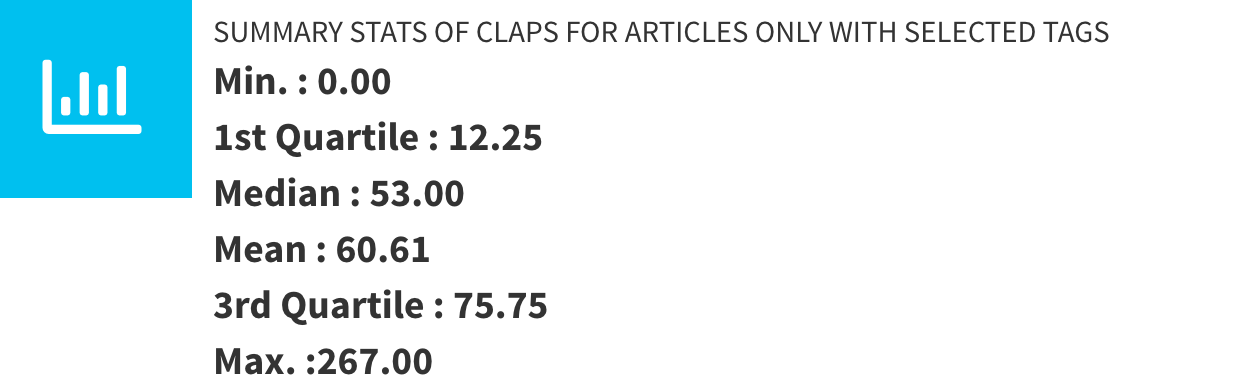 SUMMARY STATS OF CLAPS FOR ARTICLES ONLY WITH SELECTED TAGS
Min. : 0.00
1st Quartile : 12.25
Median : 53.00
Mean : 60.61
3rd Quartile : 75.75
Max. :267.00